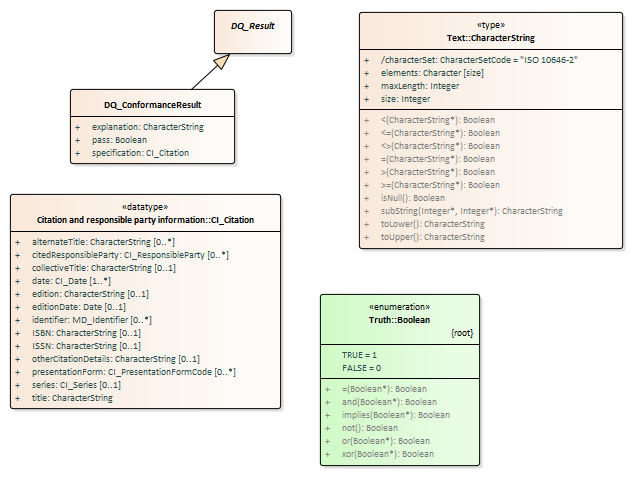 DQ_Result
DQ_ConformanceResult
+ explanation: CharacterString
+ pass: Boolean
+ specification: CI_Citation
«type»
Text::CharacterString
+ /characterSet: CharacterSetCode = "ISO 10646-2"
+ elements: Character [size]
+ maxLength: Integer
+ size: Integer
+ <(CharacterString*): Boolean
+ <=(CharacterString*): Boolean
+ <>(CharacterString*): Boolean
+ =(CharacterString*): Boolean
+ >(CharacterString*): Boolean
+ >=(CharacterString*): Boolean
+ isNull(): Boolean
+ subString(Integer*, Integer*): CharacterString
+ toLower(): CharacterString
+ toUpper(): CharacterString
«datatype»
Citation and responsible party information::CI_Citation
+ alternateTitle: CharacterString [0..*]
+ citedResponsibleParty: CI_ResponsibleParty [0..*]
+ collectiveTitle: CharacterString [0..1]
+ date: CI_Date [1..*]
+ edition: CharacterString [0..1]
+ editionDate: Date [0..1]
+ identifier: MD_Identifier [0..*]
+ ISBN: CharacterString [0..1]
+ ISSN: CharacterString [0..1]
+ otherCitationDetails: CharacterString [0..1]
+ presentationForm: CI_PresentationFormCode [0..*]
+ series: CI_Series [0..1]
+ title: CharacterString
«enumeration»
Truth::Boolean
{root}
TRUE = 1
FALSE = 0
+ =(Boolean*): Boolean
+ and(Boolean*): Boolean
+ implies(Boolean*): Boolean
+ not(): Boolean
+ or(Boolean*): Boolean
+ xor(Boolean*): Boolean